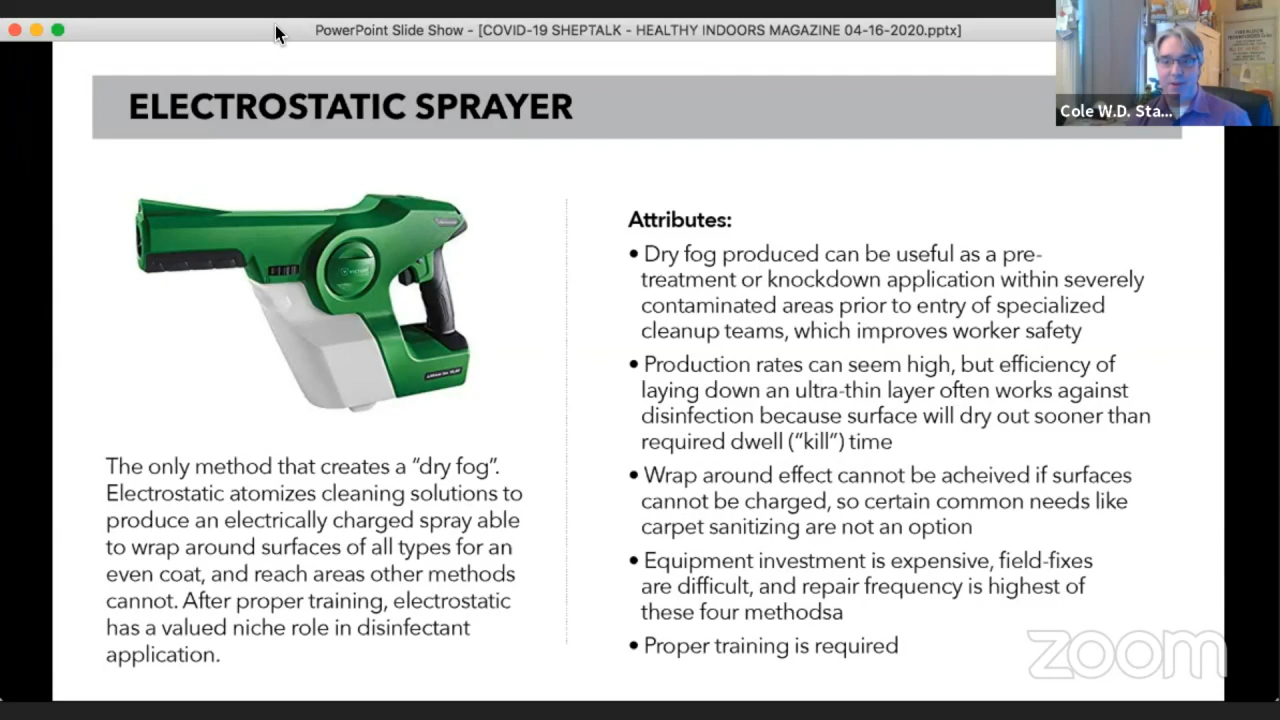 PowerPoint Slide Show - [COVID-19 SHEPTALK - HEALTHY INDOORS MAGAZINE 04-16-2020.pptx]
Cole W.D. Sta...
ELECTROSTATIC SPRAYER
The only method that creates a “dry fog”.
Electrostatic atomizes cleaning solutions to
produce an electrically charged spray able
to wrap around surfaces of all types for an
even coat, and reach areas other methods
cannot. After proper training, electrostatic
has a valued niche role in disinfectant
application.
Attributes:
• Dry fog produced can be useful as a pre-
treatment or knockdown application within severely
contaminated areas prior to entry of specialized
cleanup teams, which improves worker safety
• Production rates can seem high, but efficiency of
laying down an ultra-thin layer often works against
disinfection because surface will dry out sooner than
required dwell (“kill”) time
• Wrap around effect cannot be acheived if surfaces
cannot be charged, so certain common needs like
carpet sanitizing are not an option
• Equipment investment is expensive, field-fixes
are difficult, and repair frequency is highest of
these four methodsa
• Proper training is required
zoom